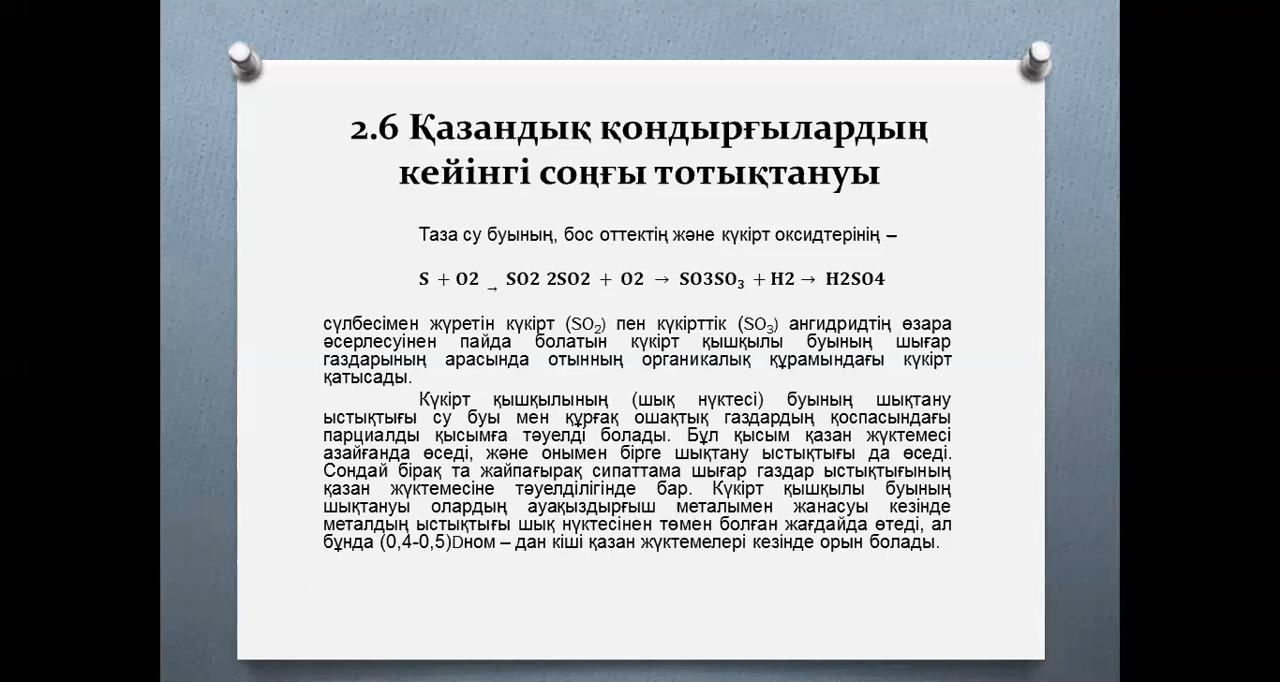 2.6 Қазандық қондырғылардың
кейінгі соңғы тотықтануы
Таза су буының, бос оттектің және күкірт оксидтерінің –
S + O2 → SO2 2SO2 + O2 → SO3SO₃ + H2 → H2SO4
сүлбесімен жүретін күкірт (SO₂) пен күкірттік (SO₃) ангидридтің өзара
әсерлесуінен пайда болатын күкірт қышқылы буының шығар
газдарының арасында отынның органикалық құрамындағы күкірт
қатысады.
Күкірт қышқылының (шық нүктесі) буының шықтану
ыстықтығы су буы мен құрғақ ошақтық газдардың қоспасындағы
парциалды қысымға тәуелді болады. Бұл қысым қазан жүктемесі
азайғанда өседі, және онымен бірге шықтану ыстықтығы да өседі.
Сондай бірақ та жайпағырақ сипаттама шығар газдар ыстықтығының
қазан жүктемесіне тәуелділігінде бар. Күкірт қышқылы буының
шықтануы олардың ауақыздырғыш металымен жанасуы кезінде
металдың ыстықтығы шық нүктесінен төмен болған жағдайда өтеді, ал
бұнда (0,4-0,5)Dном – дан кіші қазан жүктемелері кезінде орын болады.